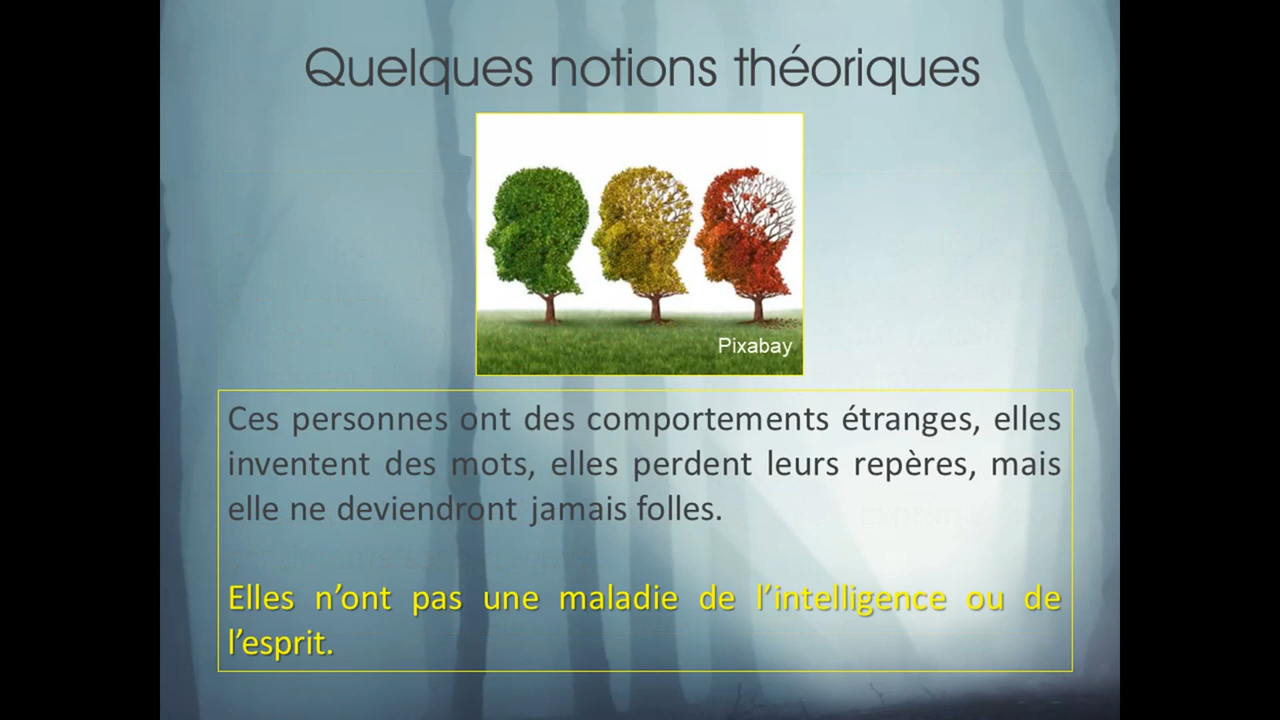 Quelques notions théoriques
Pixabay
Ces personnes ont des comportements étranges, elles
inventent des mots, elles perdent leurs repères, mais
elle ne deviendront jamais folles.
Elles n’ont pas une maladie de l’intelligence ou de
l’esprit.